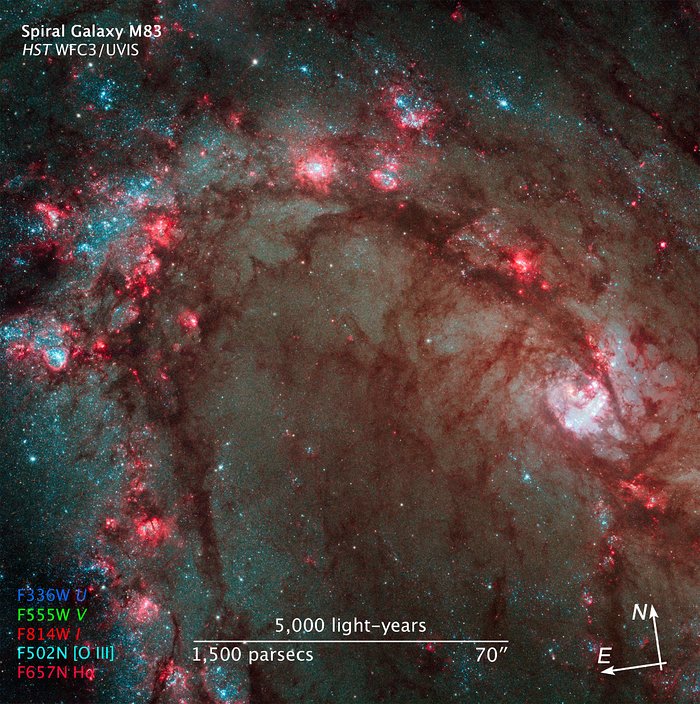 Spiral Galaxy M83
HST WFC3/UVIS
F336W U
F555W V
F814W I
F502N [O III]
F657N Hα
5,000 light-years
1,500 parsecs 70″
N
E